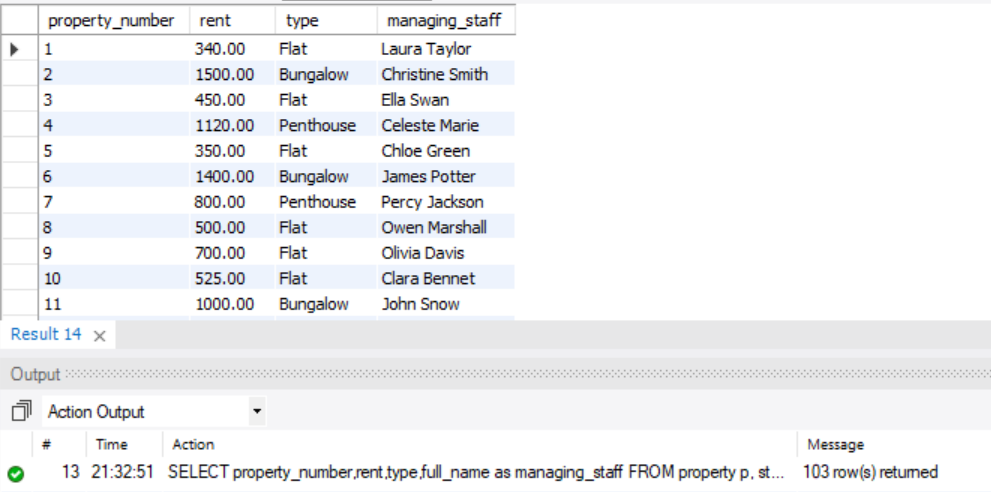 property_number rent type managing_staff
1 340.00 Flat Laura Taylor
2 1500.00 Bungalow Christine Smith
3 450.00 Flat Ella Swan
4 1120.00 Penthouse Celeste Marie
5 350.00 Flat Chloe Green
6 1400.00 Bungalow James Potter
7 800.00 Penthouse Percy Jackson
8 500.00 Flat Owen Marshall
9 700.00 Flat Olivia Davis
10 525.00 Flat Clara Bennet
11 1000.00 Bungalow John Snow
Result 14
Output
Action Output
# Time Action Message
13 21:32:51 SELECT property_number,rent,type,full_name as managing_staff FROM property p, st... 103 row(s) returned